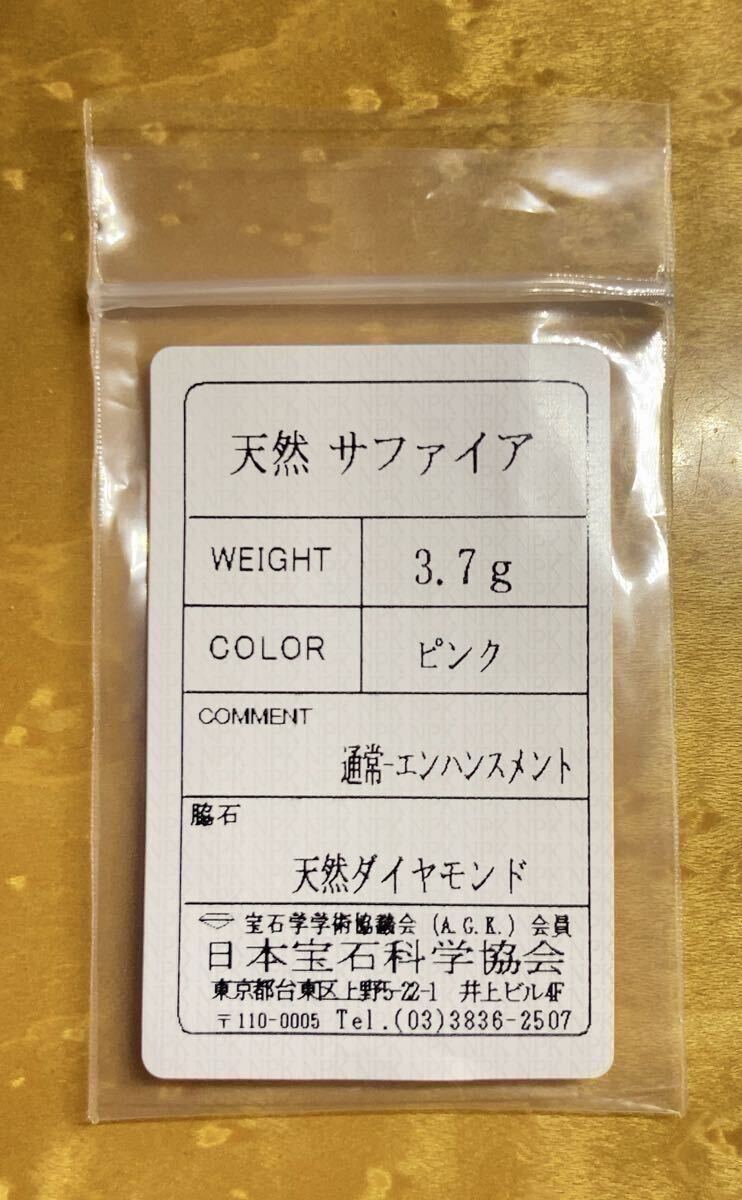 天然 サファイア
WEIGHT 3.7g
COLOR ピンク
COMMENT
通常-エンハンスメント
脇石
天然ダイヤモンド
宝石学学術協議会 (A.G.K.) 会員
日本宝石科学協会
東京都台東区上野5-22-1 井上ビル4F
〒110-0005 Tel.(03)3836-2507